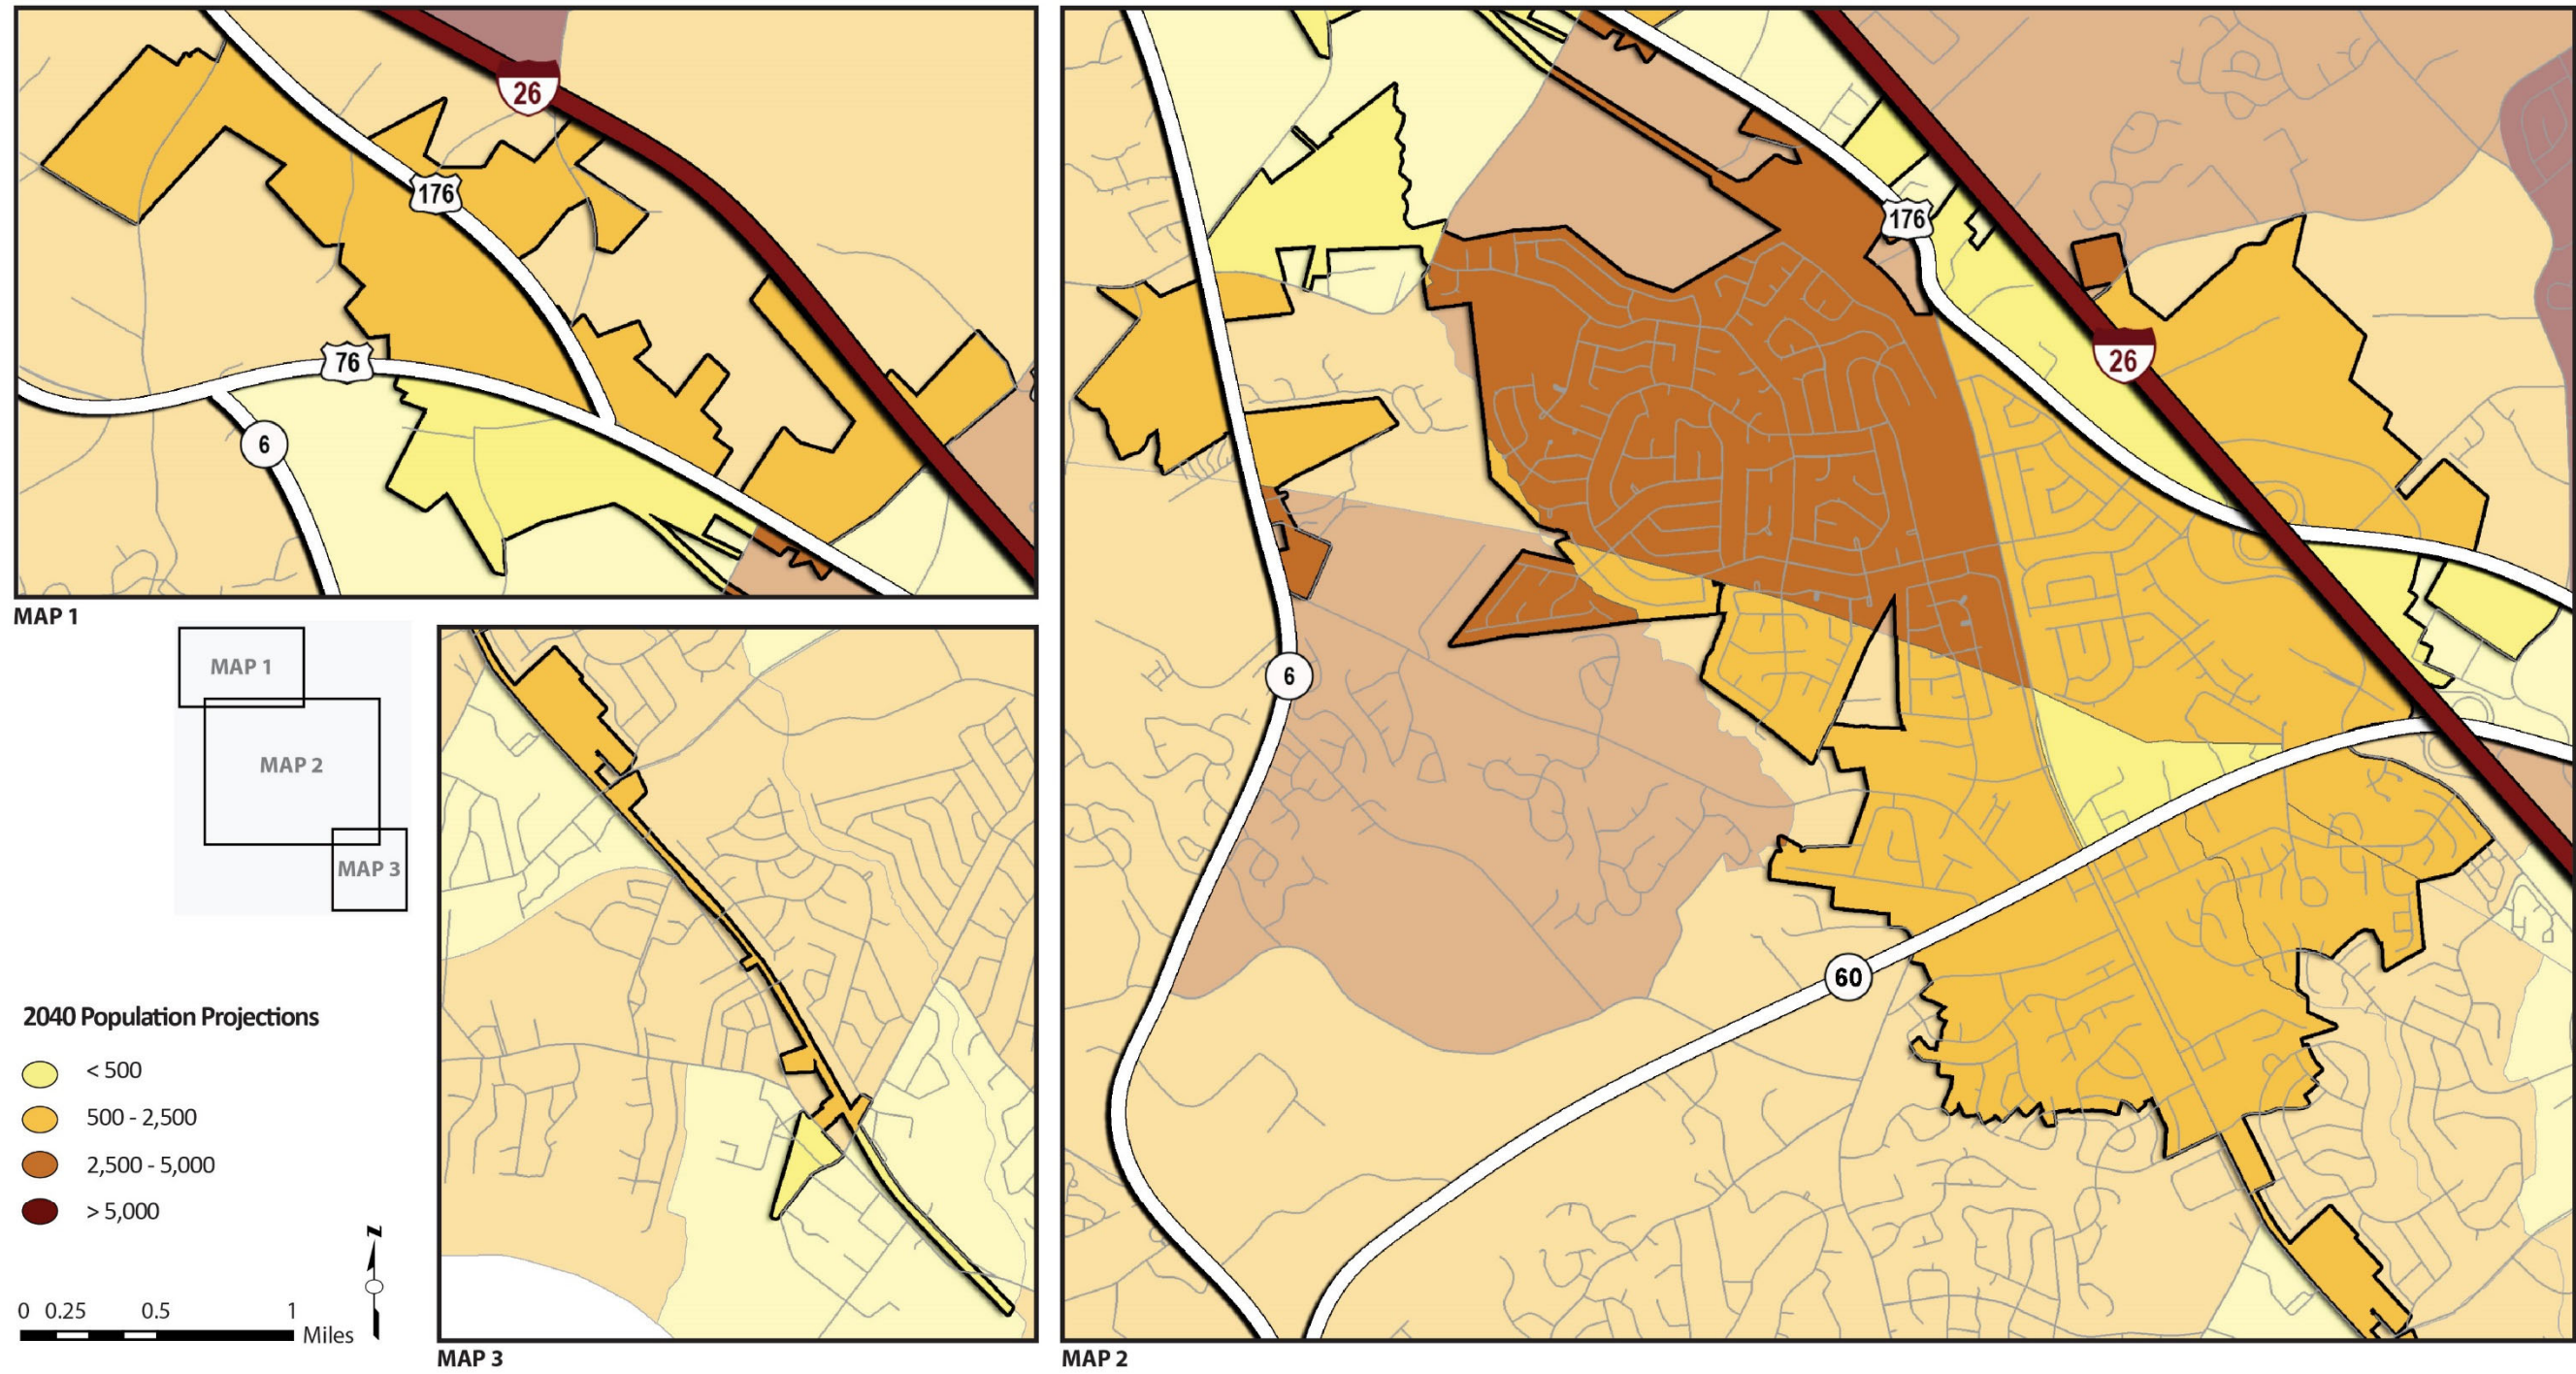 26
176
76
6
MAP 1
MAP 1
MAP 2
MAP 3
2040 Population Projections
< 500
500 - 2,500
2,500 - 5,000
> 5,000
N
0 0.25 0.5 1
Miles
MAP 3
176
26
6
60
MAP 2